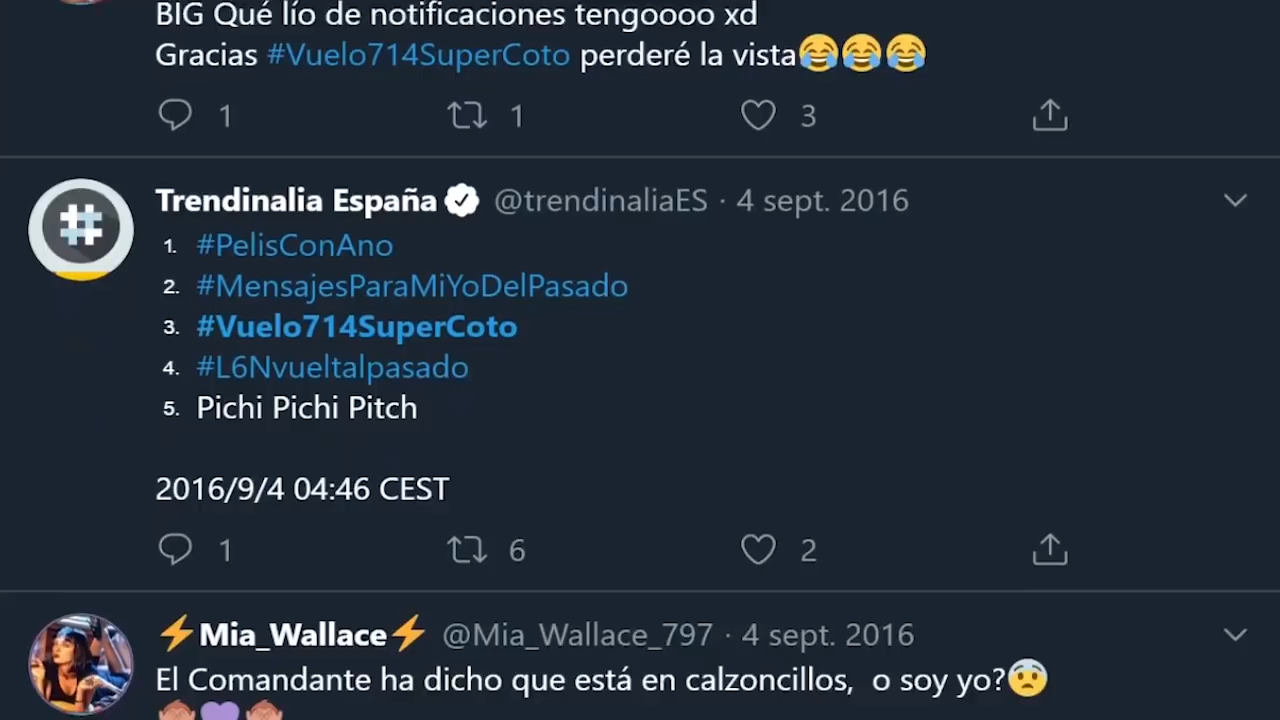 BIG Qué lío de notificaciones tengoooo xd
Gracias #Vuelo714SuperCoto perderé la vista😂😂😂
1 1 3
Trendinalia España @trendinaliaES · 4 sept. 2016
1. #PelisConAno
2. #MensajesParaMiYoDelPasado
3. #Vuelo714SuperCoto
4. #L6Nvueltalpasado
5. Pichi Pichi Pitch
2016/9/4 04:46 CEST
1 6 2
⚡Mia_Wallace⚡ @Mia_Wallace_797 · 4 sept. 2016
El Comandante ha dicho que está en calzoncillos, o soy yo?😨